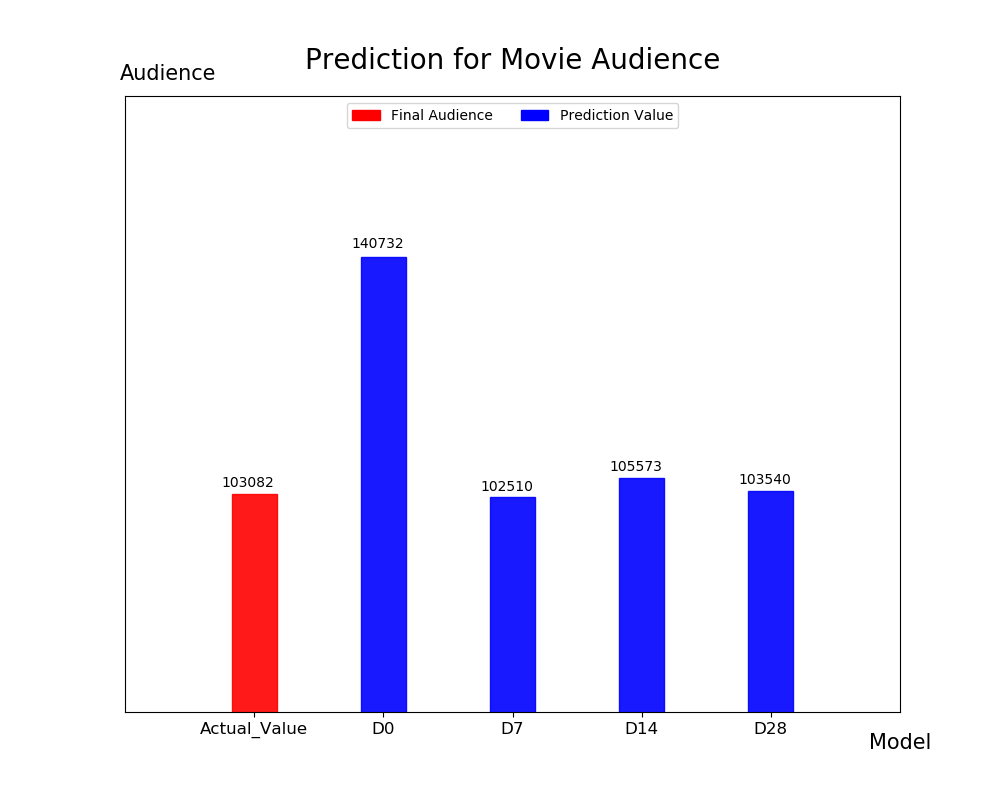 Prediction for Movie Audience
Audience
Final Audience
Prediction Value
140732
103082
102510
105573
103540
Actual_Value
D0
D7
D14
D28
Model